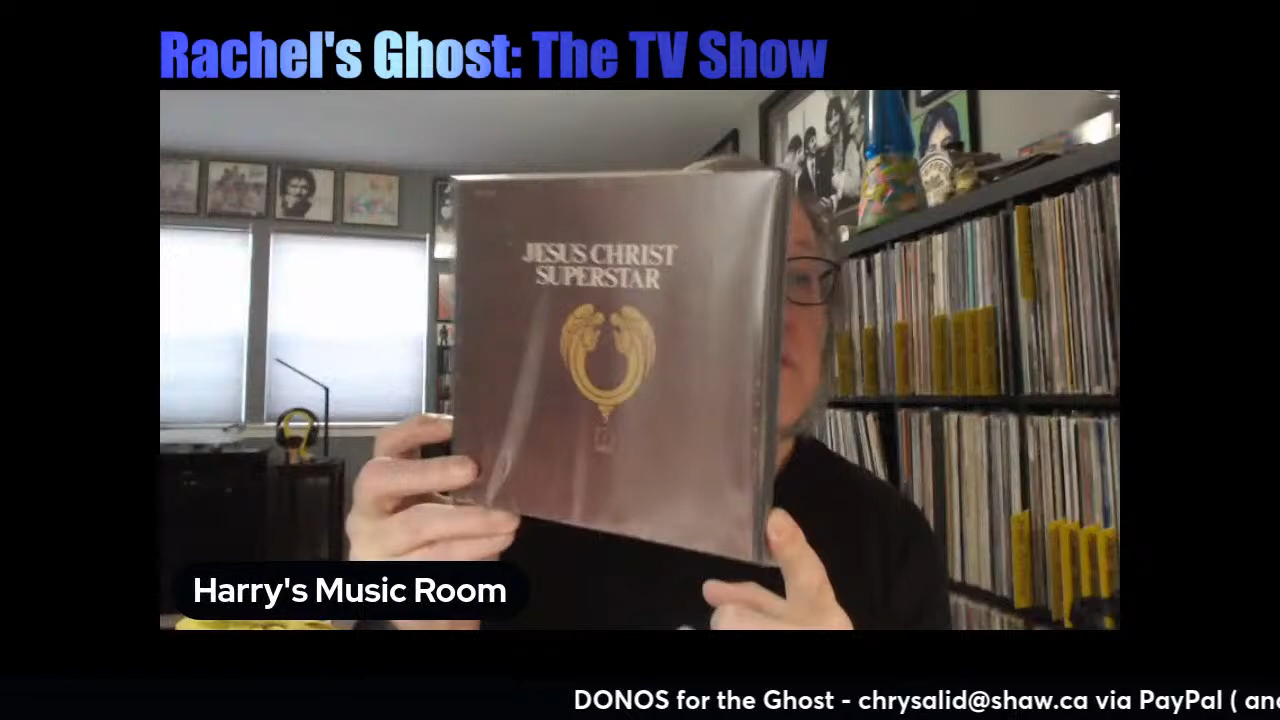 Rachel's Ghost: The TV Show
JESUS CHRIST
SUPERSTAR
Harry's Music Room
DONOS for the Ghost - chrysalid@shaw.ca via PayPal ( and